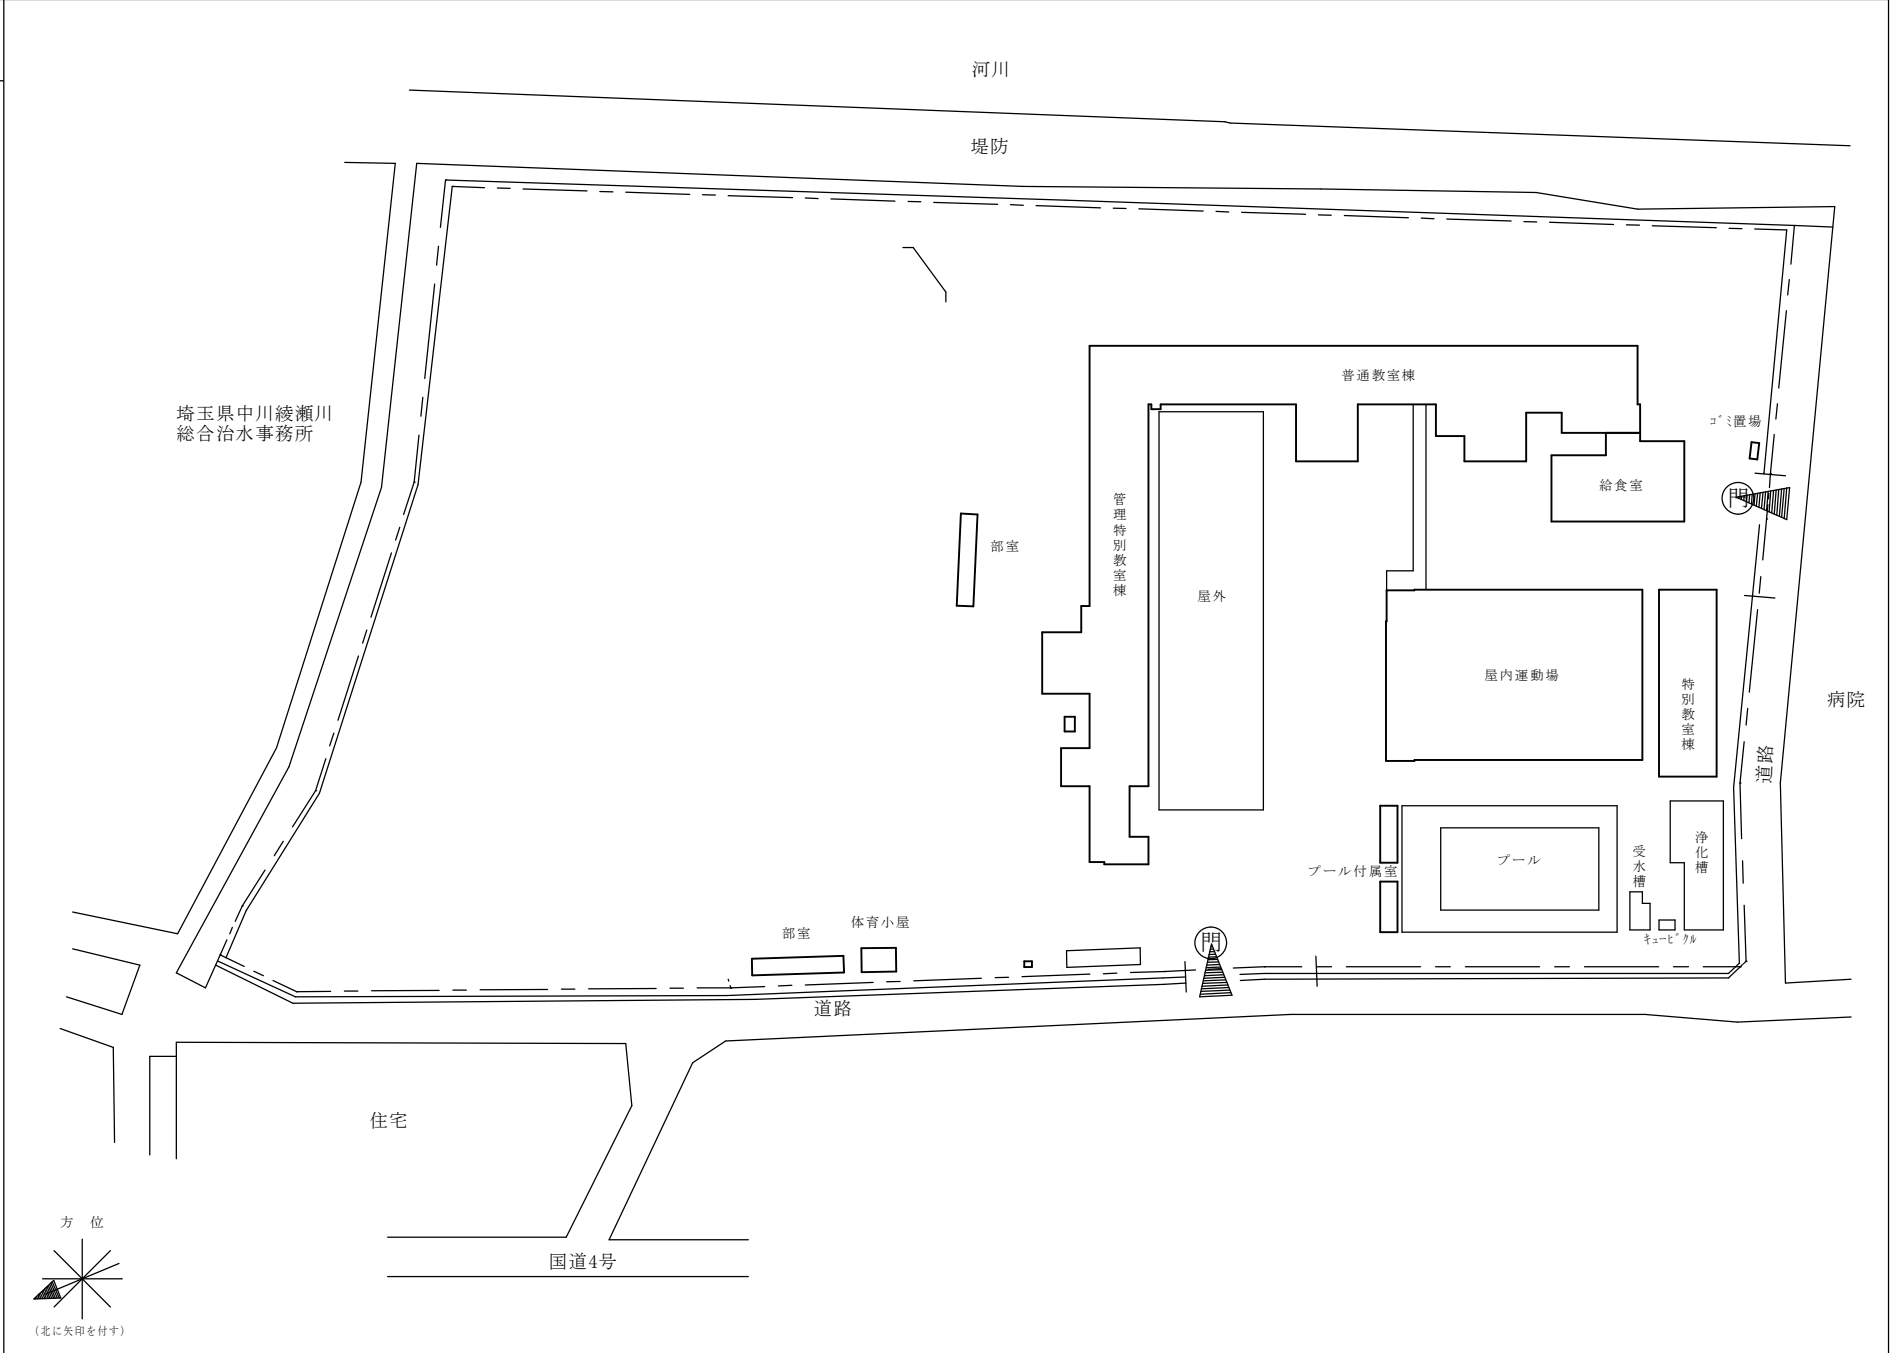 河川
堤防
埼玉県中川綾瀬川
総合治水事務所
普通教室棟
ゴミ置場
給食室
門
管理特別教室棟
部室
屋外
屋内運動場
特別教室棟
病院
道路
プール
プール付属室
受水槽
浄化槽
キュービクル
体育小屋
部室
門
道路
住宅
国道4号
方 位
(北に矢印を付す)